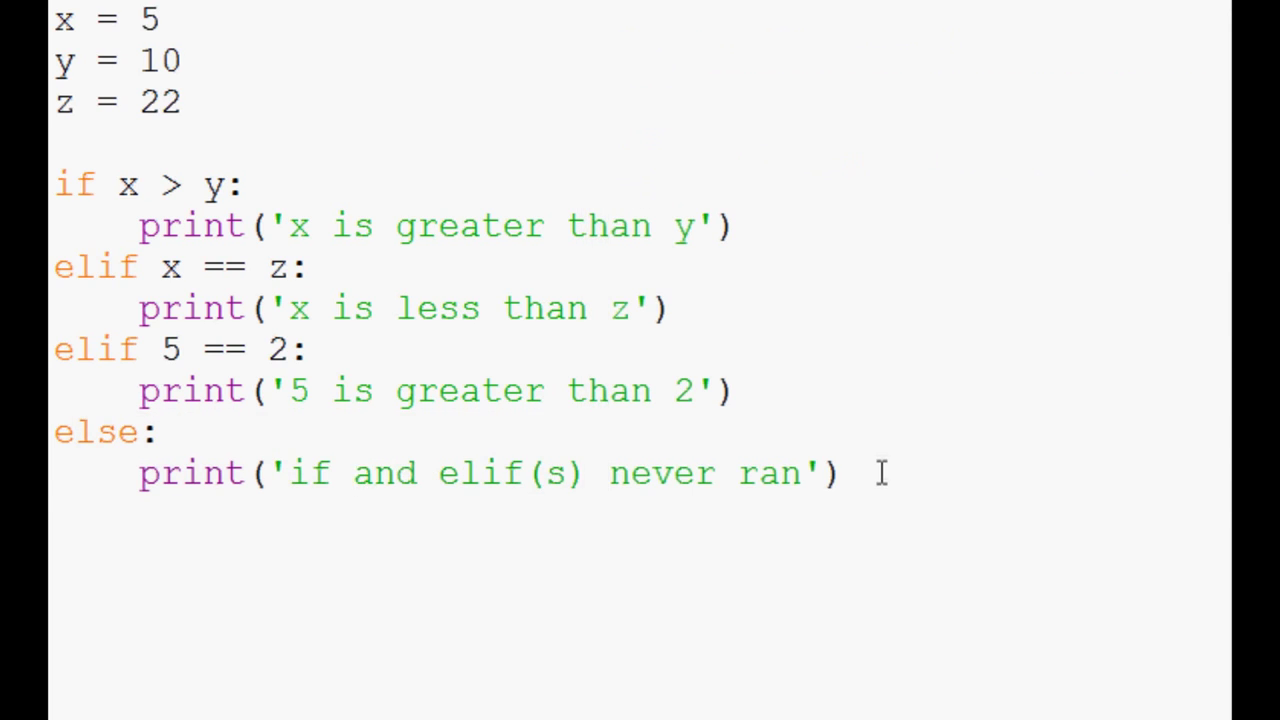 x = 5
y = 10
z = 22
if x > y:
    print('x is greater than y')
elif x == z:
    print('x is less than z')
elif 5 == 2:
    print('5 is greater than 2')
else:
    print('if and elif(s) never ran')